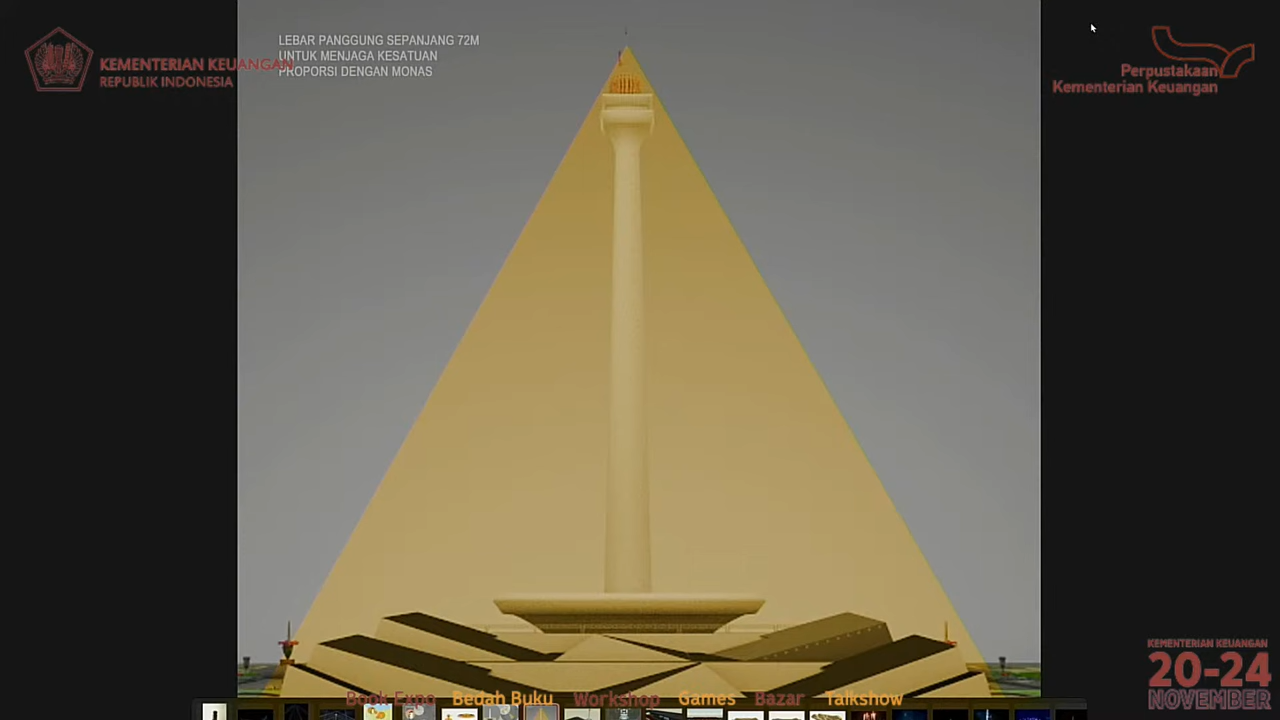 LEBAR PANGGUNG SEPANJANG 72M
UNTUK MENJAGA KESATUAN
PROPORSI DENGAN MONAS
KEMENTERIAN KEUANGAN
REPUBLIK INDONESIA
Perpustakaan
Kementerian Keuangan
KEMENTERIAN KEUANGAN
20-24
NOVEMBER
Book Expo Bedah Buku Workshop Games Bazar Talkshow